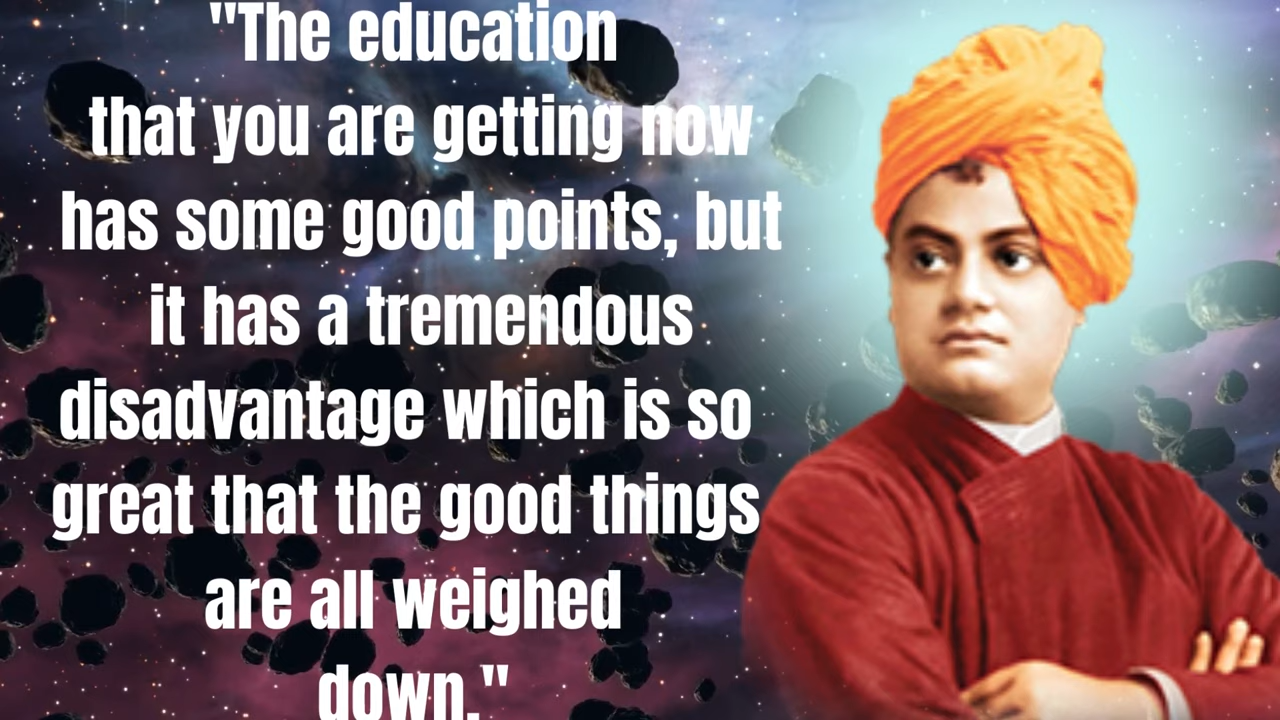 "The education
that you are getting now
has some good points, but
it has a tremendous
disadvantage which is so
great that the good things
are all weighed
down."